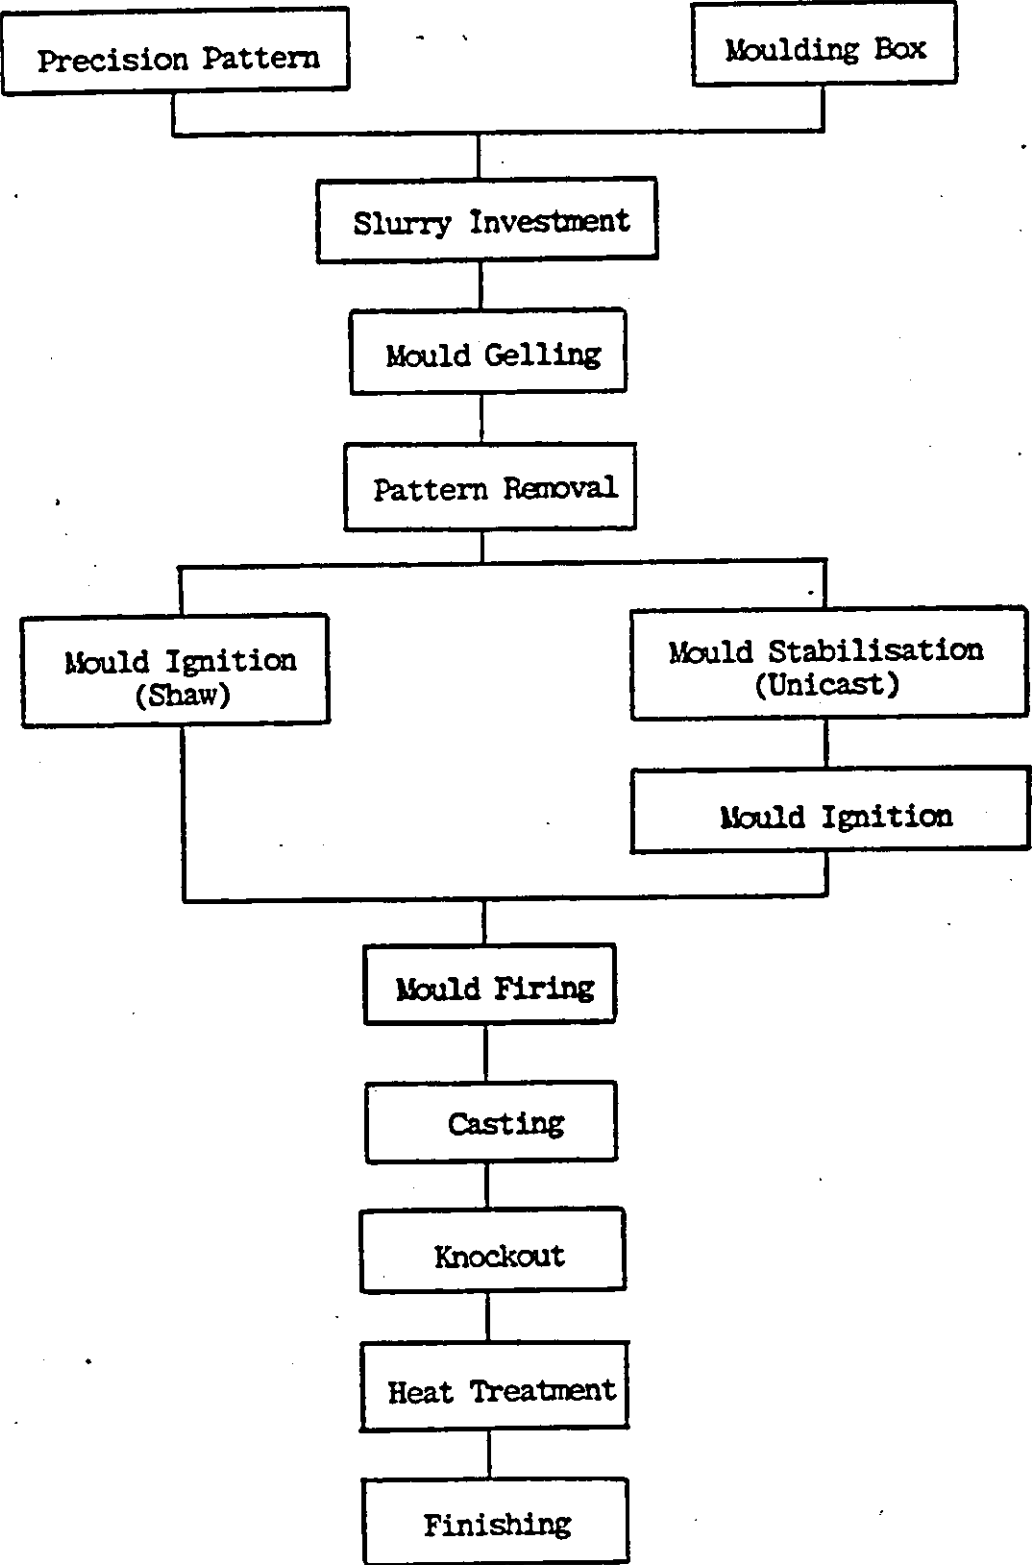 Precision Pattern
Moulding Box
Slurry Investment
Mould Gelling
Pattern Removal
Mould Ignition
(Shaw)
Mould Stabilisation
(Unicast)
Mould Ignition
Mould Firing
Casting
Knockout
Heat Treatment
Finishing